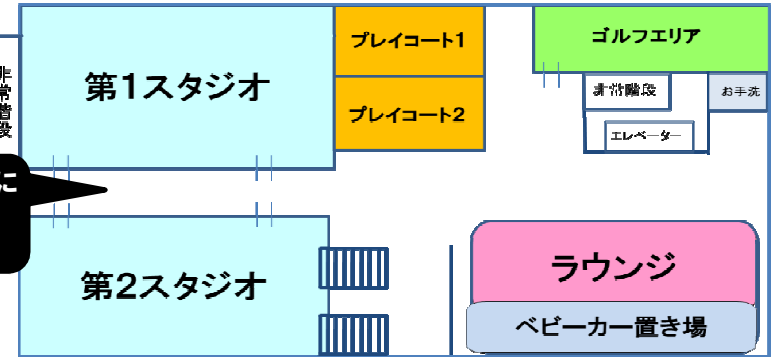 プレイコート1
ゴルフエリア
非常階段
第1スタジオ
非常階段
お手洗
プレイコート2
エレベーター
に
第2スタジオ
ラウンジ
ベビーカー置き場